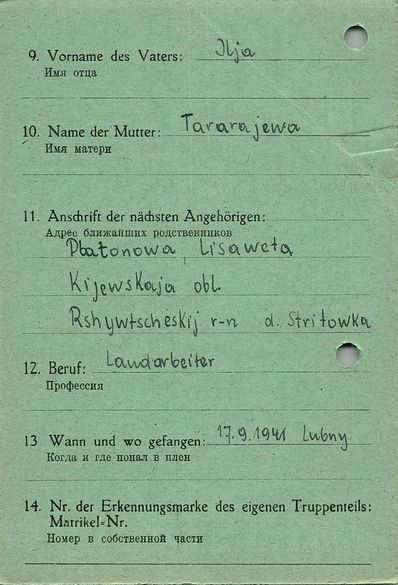 9. Vorname des Vaters: Ilja
Имя отца
10. Name der Mutter: Tararajewa
Имя матери
11. Anschrift der nächsten Angehörigen:
Адрес ближайших родственников
Platonowa Lisaweta
Kijewskaja obl.
Rshywtscheskij r-n d. Stritowka
12. Beruf: Landarbeiter
Профессия
13 Wann und wo gefangen: 17.9.1941 Lubny
Когда и где попал в плен
14. Nr. der Erkennungsmarke des eigenen Truppenteils:
Matrikel-Nr.
Номер в собственной части